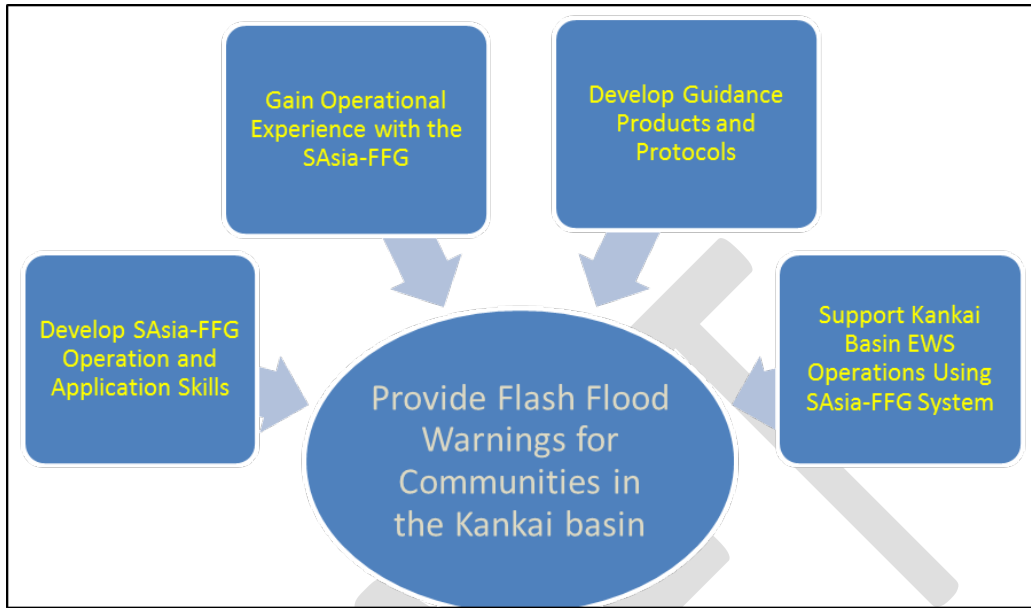 Gain Operational
Experience with the
SAsia-FFG
Develop Guidance
Products and
Protocols
Develop SAsia-FFG
Operation and
Application Skills
Support Kankai
Basin EWS
Operations Using
SAsia-FFG System
Provide Flash Flood
Warnings for
Communities in
the Kankai basin